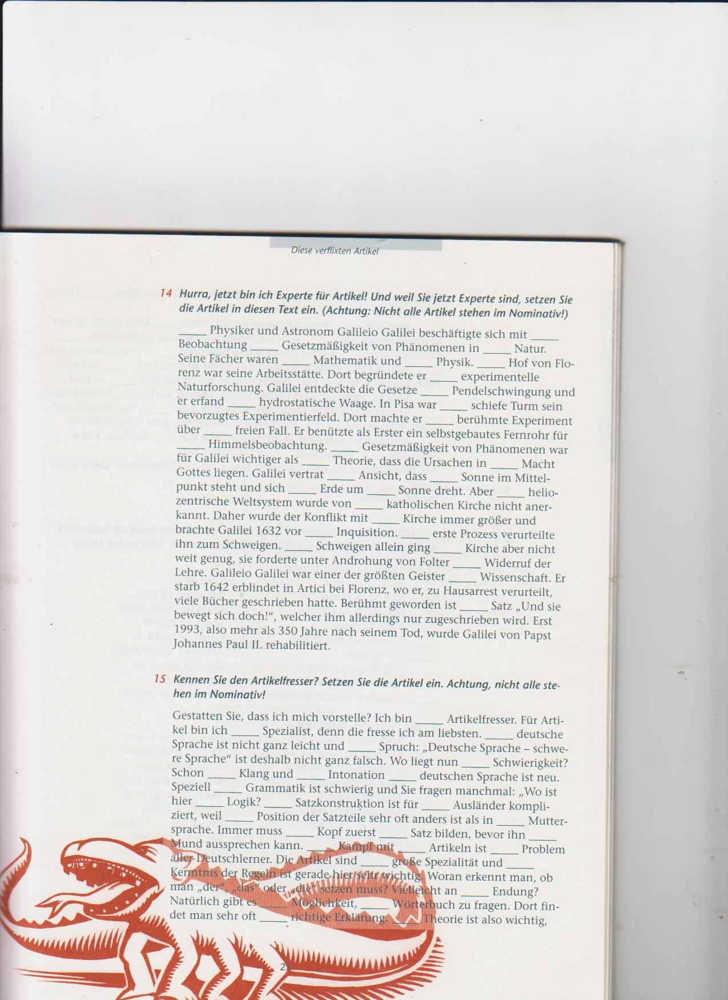 Diese verflixten Artikel
14 Hurra, jetzt bin ich Experte für Artikel! Und weil Sie jetzt Experte sind, setzen Sie
die Artikel in diesen Text ein. (Achtung: Nicht alle Artikel stehen im Nominativ!)
_____ Physiker und Astronom Galileio Galilei beschäftigte sich mit _____
Beobachtung _____ Gesetzmäßigkeit von Phänomenen in _____ Natur.
Seine Fächer waren _____ Mathematik und _____ Physik. _____ Hof von Flo-
renz war seine Arbeitsstätte. Dort begründete er _____ experimentelle
Naturforschung. Galilei entdeckte die Gesetze _____ Pendelschwingung und
er erfand _____ hydrostatische Waage. In Pisa war _____ schiefe Turm sein
bevorzugtes Experimentierfeld. Dort machte er _____ berühmte Experiment
über _____ freien Fall. Er benützte als Erster ein selbstgebautes Fernrohr für
_____ Himmelsbeobachtung. _____ Gesetzmäßigkeit von Phänomenen war
für Galilei wichtiger als _____ Theorie, dass die Ursachen in _____ Macht
Gottes liegen. Galilei vertrat _____ Ansicht, dass _____ Sonne im Mittel-
punkt steht und sich _____ Erde um _____ Sonne dreht. Aber _____ helio-
zentrische Weltsystem wurde von _____ katholischen Kirche nicht aner-
kannt. Daher wurde der Konflikt mit _____ Kirche immer größer und
brachte Galilei 1632 vor _____ Inquisition. _____ erste Prozess verurteilte
ihn zum Schweigen. _____ Schweigen allein ging _____ Kirche aber nicht
weit genug, sie forderte unter Androhung von Folter _____ Widerruf der
Lehre. Galileio Galilei war einer der größten Geister _____ Wissenschaft. Er
starb 1642 erblindet in Artici bei Florenz, wo er, zu Hausarrest verurteilt,
viele Bücher geschrieben hatte. Berühmt geworden ist _____ Satz „Und sie
bewegt sich doch!“, welcher ihm allerdings nur zugeschrieben wird. Erst
1993, also mehr als 350 Jahre nach seinem Tod, wurde Galilei von Papst
Johannes Paul II. rehabilitiert.
15 Kennen Sie den Artikelfresser? Setzen Sie die Artikel ein. Achtung, nicht alle ste-
hen im Nominativ!
Gestatten Sie, dass ich mich vorstelle? Ich bin _____ Artikelfresser. Für Arti-
kel bin ich _____ Spezialist, denn die fresse ich am liebsten. _____ deutsche
Sprache ist nicht ganz leicht und _____ Spruch: „Deutsche Sprache – schwe-
re Sprache“ ist deshalb nicht ganz falsch. Wo liegt nun _____ Schwierigkeit?
Schon _____ Klang und _____ Intonation _____ deutschen Sprache ist neu.
Speziell _____ Grammatik ist schwierig und Sie fragen manchmal: „Wo ist
hier _____ Logik? _____ Satzkonstruktion ist für _____ Ausländer kompli-
ziert, weil _____ Position der Satzteile sehr oft anders ist als in _____ Mutter-
sprache. Immer muss _____ Kopf zuerst _____ Satz bilden, bevor ihn _____
Mund aussprechen kann. _____ Kampf mit _____ Artikeln ist _____ Problem
aller Deutschlerner. Die Artikel sind _____ große Spezialität und _____
Kenntnis der Regeln ist gerade hier sehr wichtig. Woran erkennt man, ob
man „der“, „das“ oder „die“ setzen muss? Vielleicht an _____ Endung?
Natürlich gibt es _____ Möglichkeit, _____ Wörterbuch zu fragen. Dort fin-
det man sehr oft _____ richtige Erklärung. _____ Theorie ist also wichtig,